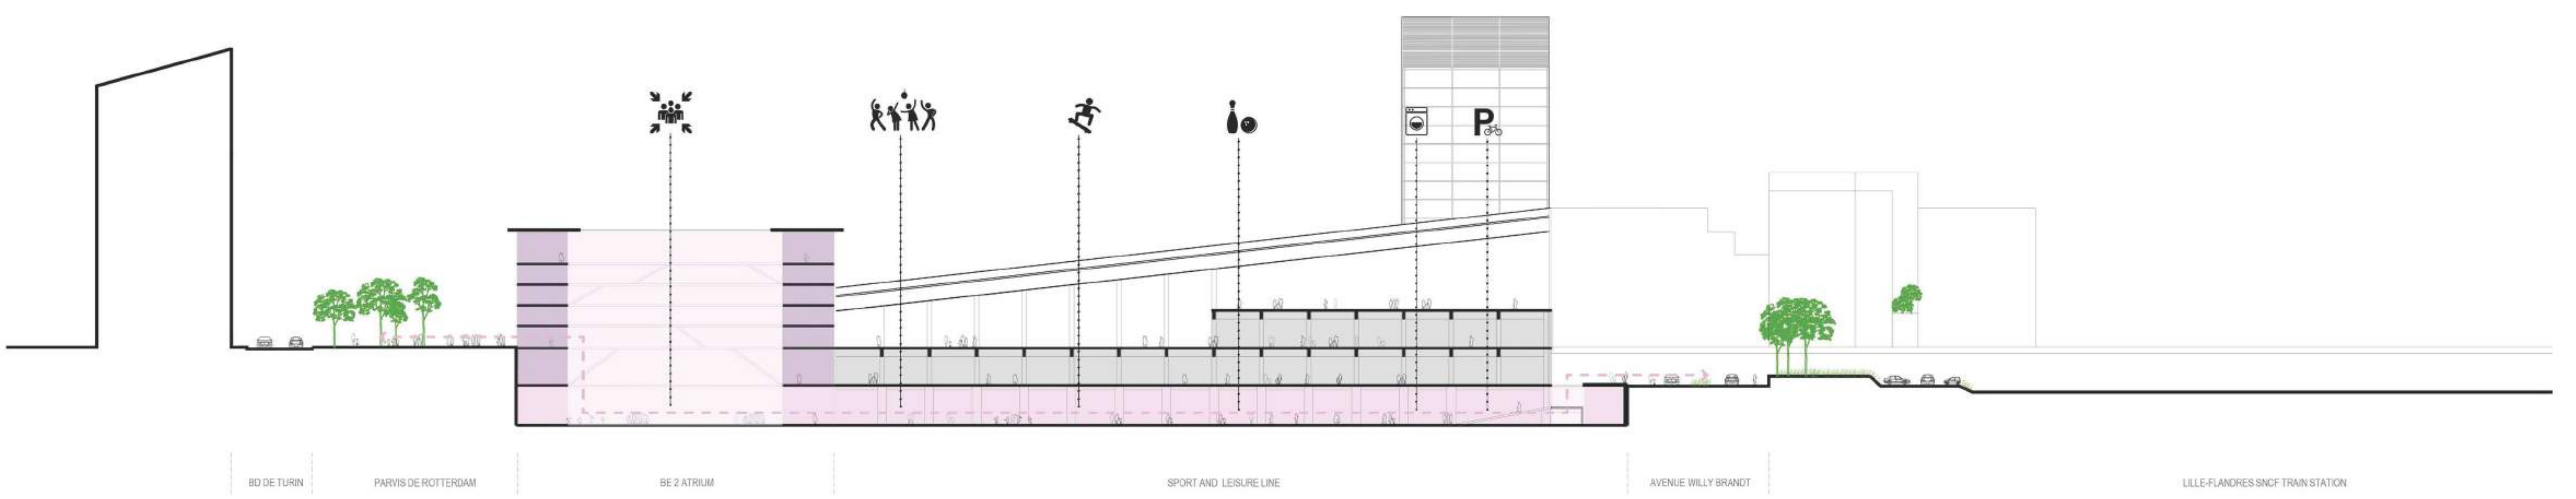 P
BD DE TURIN
PARVIS DE ROTTERDAM
BE 2 ATRIUM
SPORT AND LEISURE LINE
AVENUE WILLY BRANDT
LILLE-FLANDRES SNCF TRAIN STATION